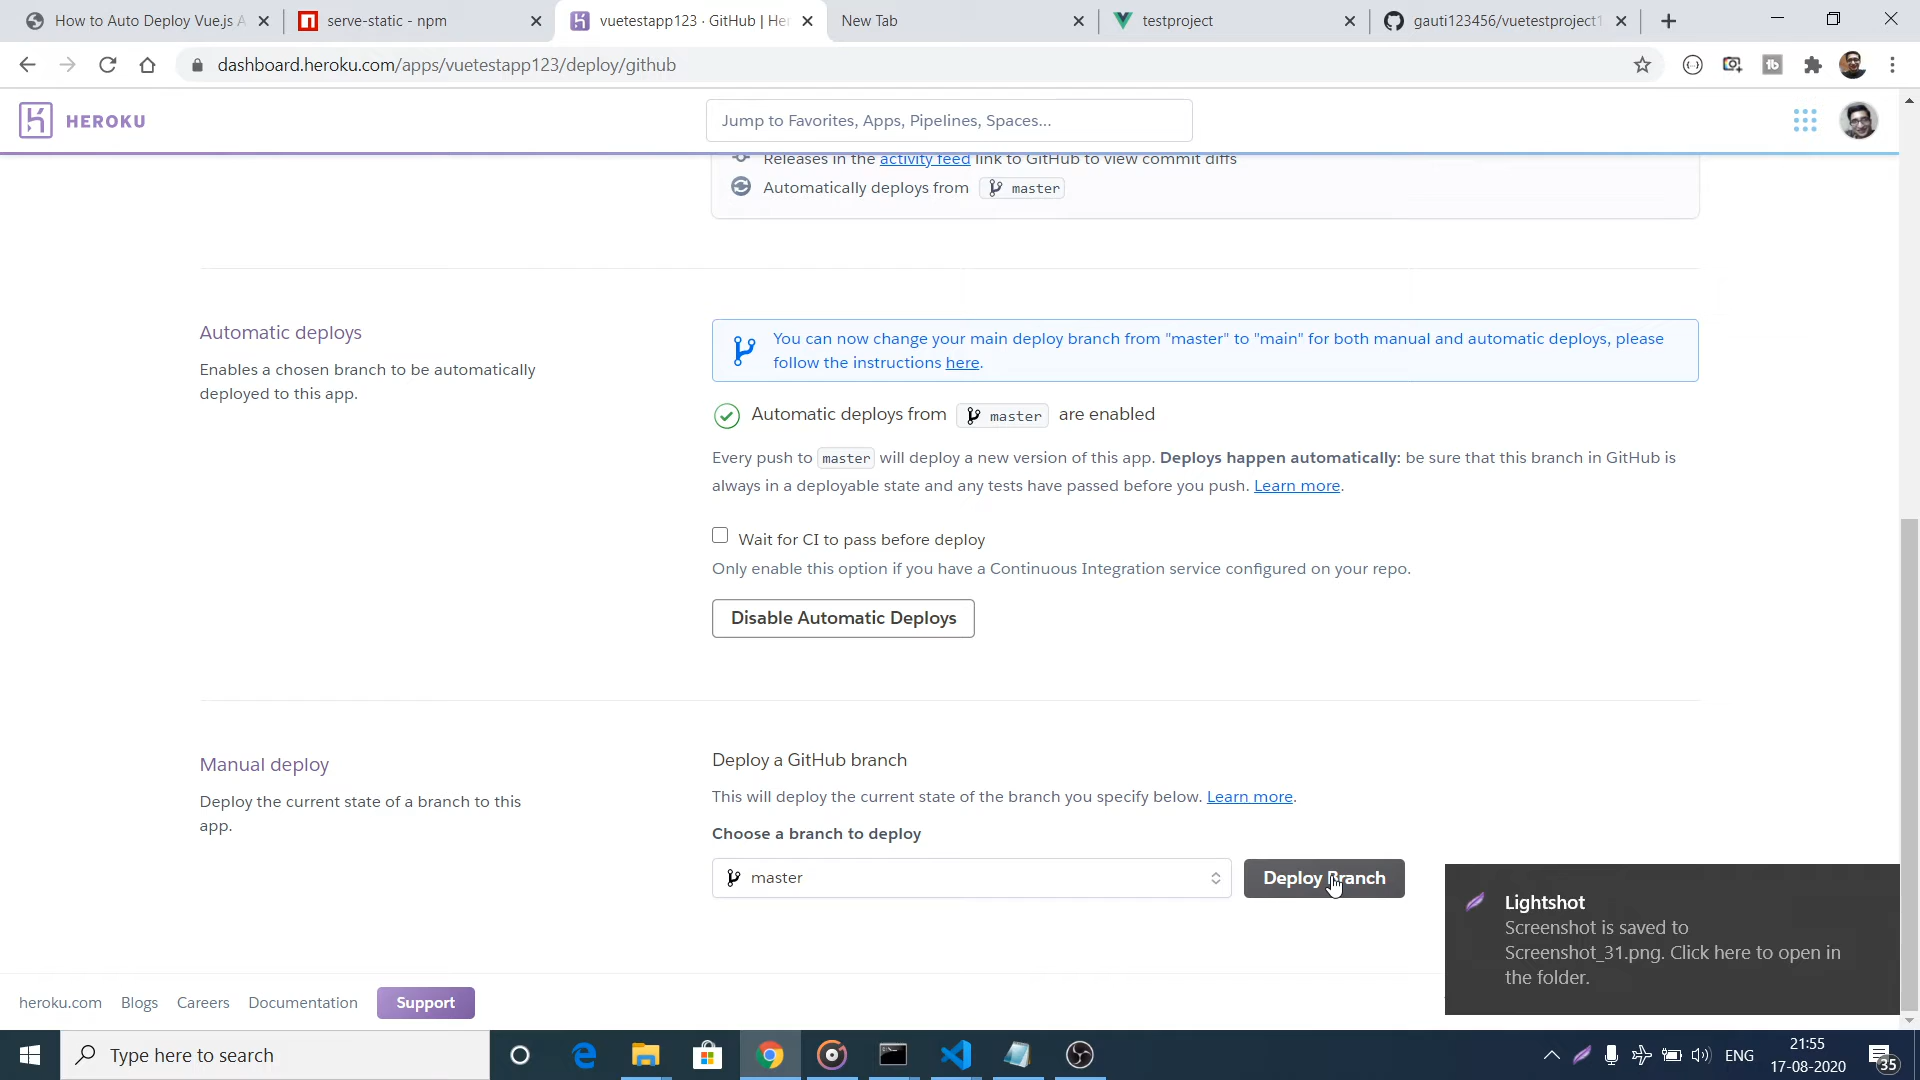 How to Auto Deploy Vue.js A
serve-static - npm
vuetestapp123 · GitHub | He
New Tab
testproject
gauti123456/vuetestproject1
dashboard.heroku.com/apps/vuetestapp123/deploy/github
HEROKU
Jump to Favorites, Apps, Pipelines, Spaces...
Releases in the activity feed link to GitHub to view commit diffs
Automatically deploys from master
Automatic deploys
Enables a chosen branch to be automatically
deployed to this app.
You can now change your main deploy branch from "master" to "main" for both manual and automatic deploys, please
follow the instructions here.
Automatic deploys from master are enabled
Every push to master will deploy a new version of this app. Deploys happen automatically: be sure that this branch in GitHub is
always in a deployable state and any tests have passed before you push. Learn more.
Wait for CI to pass before deploy
Only enable this option if you have a Continuous Integration service configured on your repo.
Disable Automatic Deploys
Manual deploy
Deploy the current state of a branch to this
app.
Deploy a GitHub branch
This will deploy the current state of the branch you specify below. Learn more.
Choose a branch to deploy
master
Deploy Branch
Lightshot
Screenshot is saved to
Screenshot_31.png. Click here to open in
the folder.
heroku.com
Blogs
Careers
Documentation
Support
Type here to search
ENG
21:55
17-08-2020
35